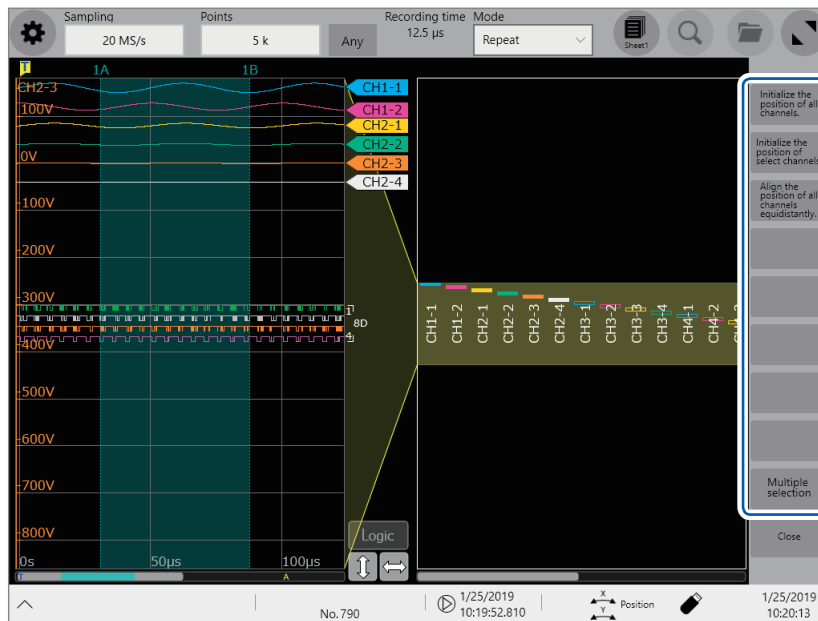 Sampling
Points
Recording time
Mode
20 MS/s
5 k
Any
12.5 µs
Repeat
Sheet1
T
1A
1B
CH2-3
100V
0V
-100V
-200V
-300V
-400V
-500V
-600V
-700V
-800V
0s
50µs
100µs
CH1-1
CH1-2
CH2-1
CH2-2
CH2-3
CH2-4
1
8D
4
Logic
T
A
CH1-1
CH1-2
CH2-1
CH2-2
CH2-3
CH2-4
CH3-1
CH3-2
CH3-3
CH3-4
CH4-1
CH4-2
Initialize the
position of all
channels.
Initialize the
position of
select channels
Align the
position of all
channels
equidistantly.
Multiple
selection
Close
No.790
1/25/2019
10:19:52.810
X
Y
Position
1/25/2019
10:20:13